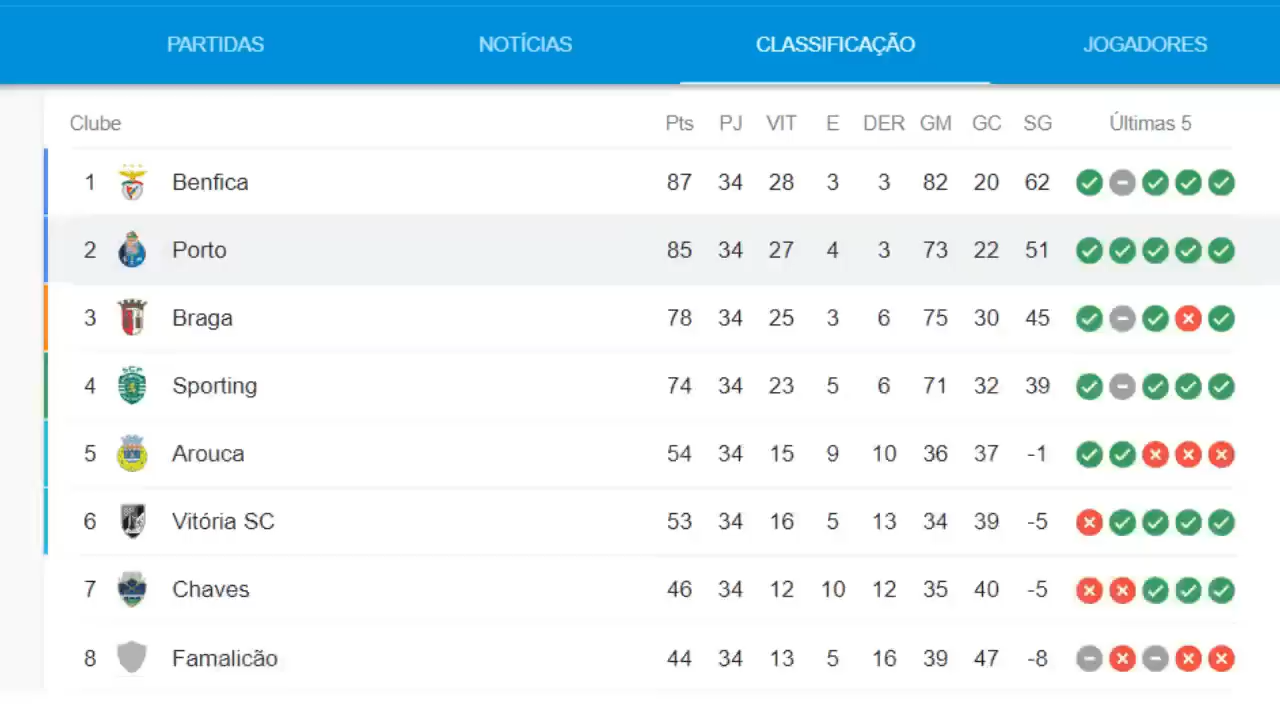 PARTIDAS NOTÍCIAS CLASSIFICAÇÃO JOGADORES
Clube Pts PJ VIT E DER GM GC SG Últimas 5
1 Benfica 87 34 28 3 3 82 20 62
2 Porto 85 34 27 4 3 73 22 51
3 Braga 78 34 25 3 6 75 30 45
4 Sporting 74 34 23 5 6 71 32 39
5 Arouca 54 34 15 9 10 36 37 -1
6 Vitória SC 53 34 16 5 13 34 39 -5
7 Chaves 46 34 12 10 12 35 40 -5
8 Famalicão 44 34 13 5 16 39 47 -8